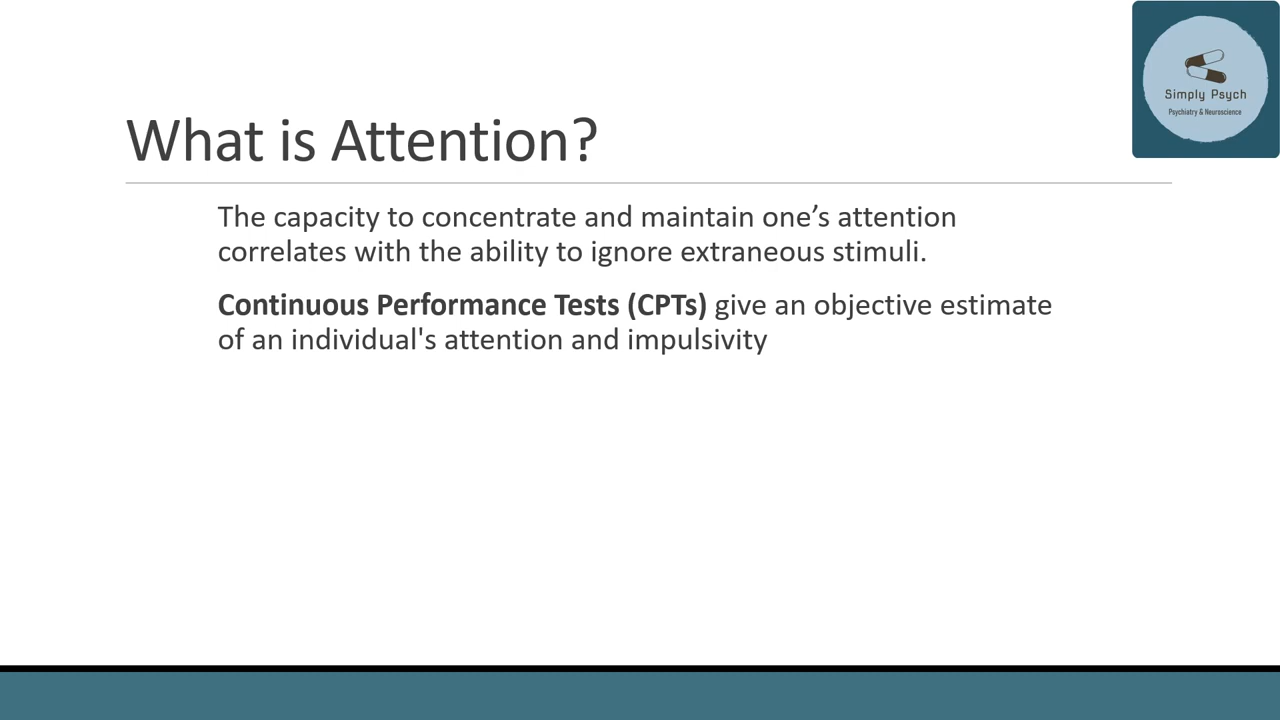 Simply Psych
Psychiatry & Neuroscience
What is Attention?
The capacity to concentrate and maintain one’s attention
correlates with the ability to ignore extraneous stimuli.
Continuous Performance Tests (CPTs) give an objective estimate
of an individual's attention and impulsivity